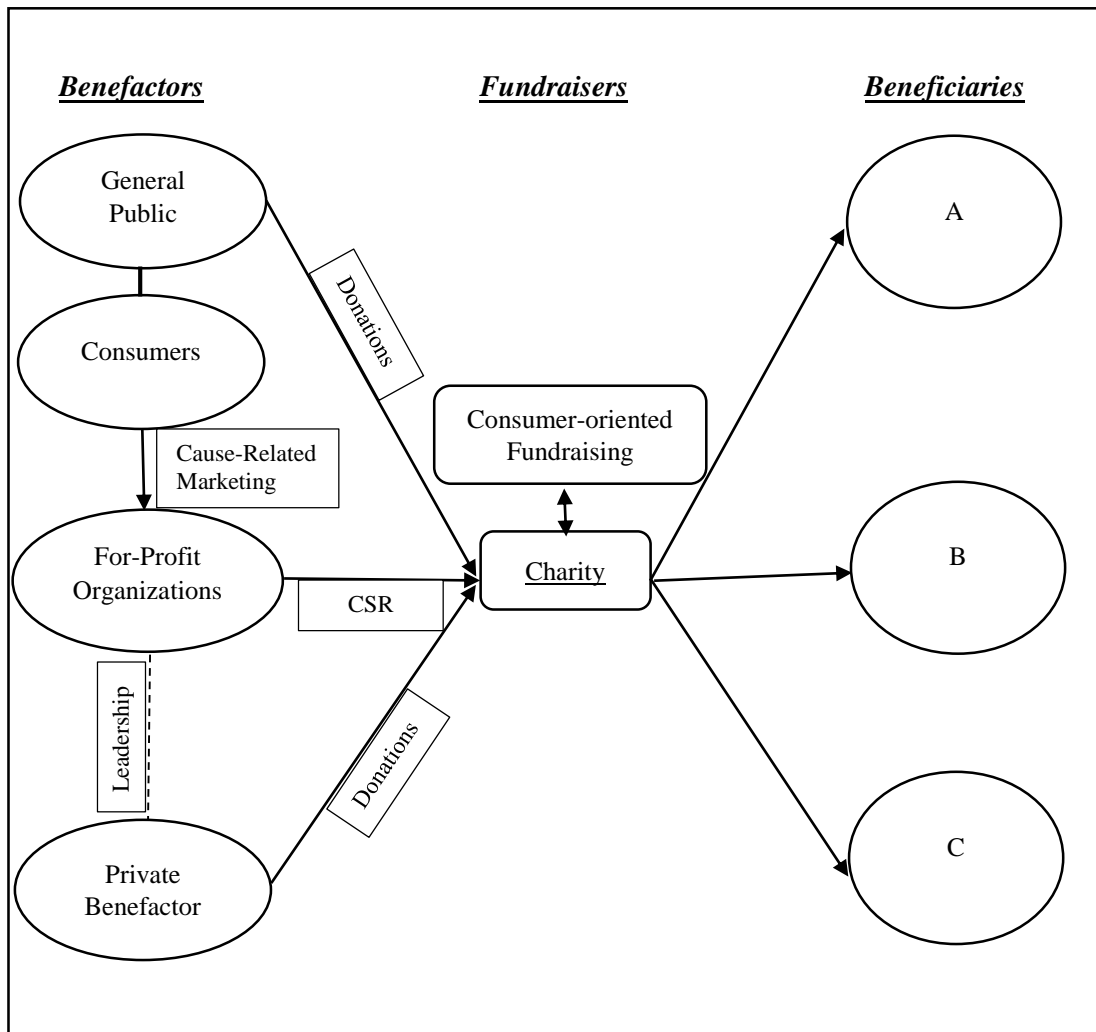 Benefactors
Fundraisers
Beneficiaries
General
Public
A
Donations
Consumers
Consumer-oriented
Fundraising
Cause-Related
Marketing
For-Profit
Organizations
CSR
Charity
B
Leadership
Donations
Private
Benefactor
C